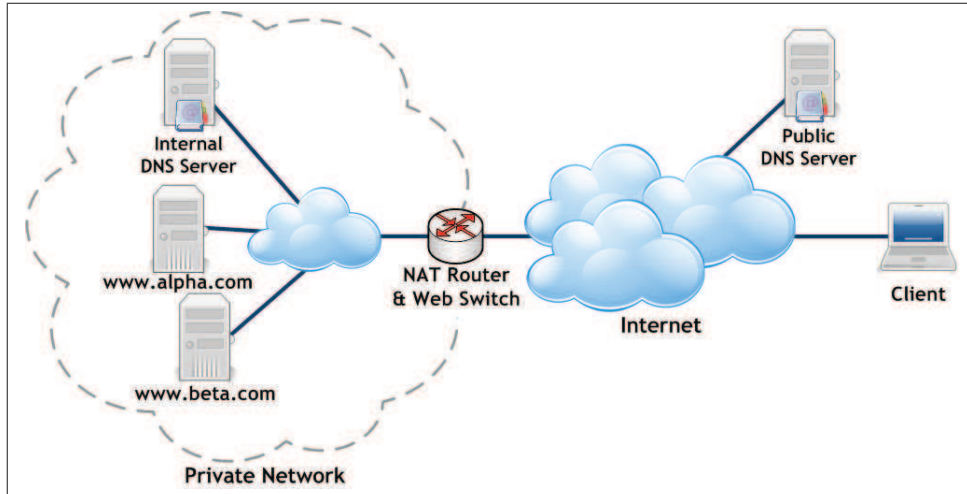 Internal
DNS Server
www.alpha.com
www.beta.com
Private Network
NAT Router
& Web Switch
Internet
Public
DNS Server
Client